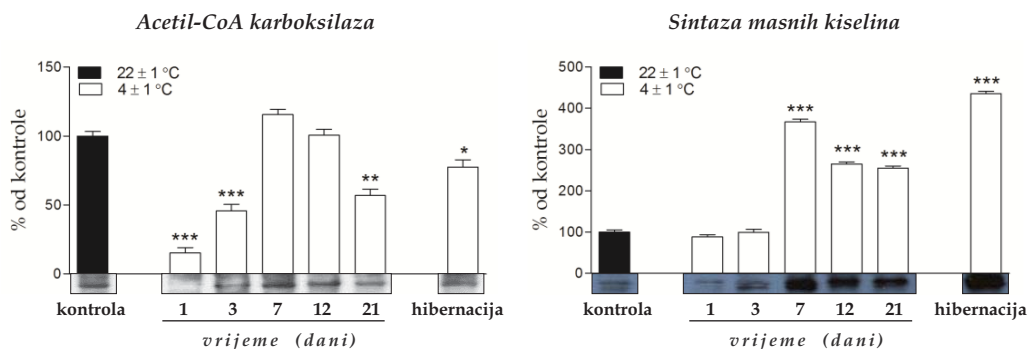 Acetil-CoA karboksilaza
% od kontrole
150
100
50
0
22 ± 1 °C
4 ± 1 °C
***
***
**
*
kontrola
1 3 7 12 21
hibernacija
vrijeme (dani)
Sintaza masnih kiselina
% od kontrole
500
400
300
200
100
0
22 ± 1 °C
4 ± 1 °C
***
***
***
***
kontrola
1 3 7 12 21
hibernacija
vrijeme (dani)